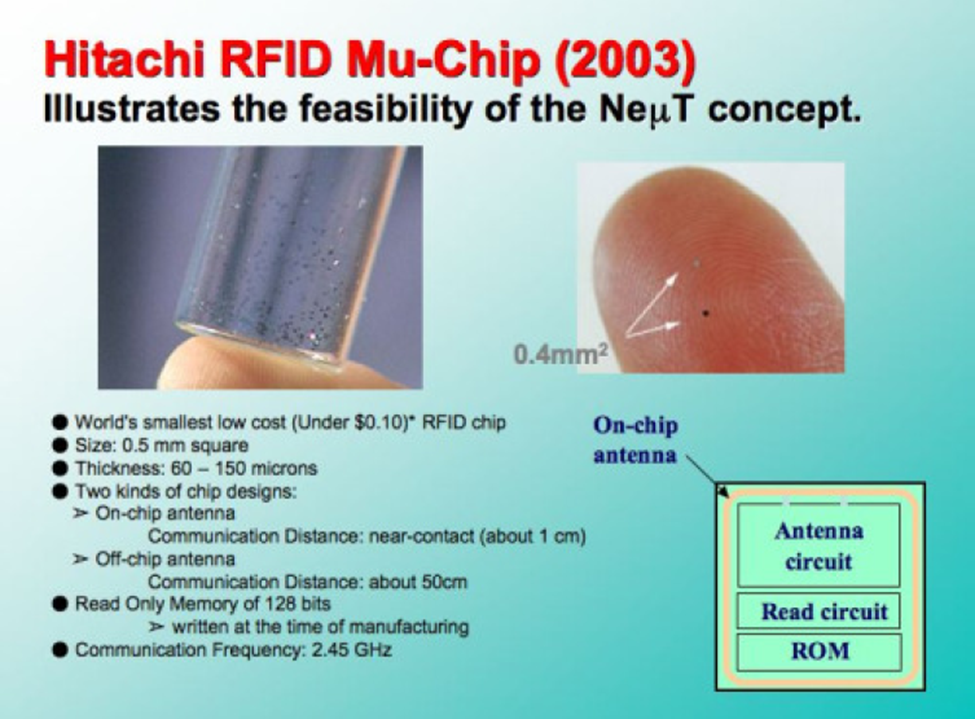 Hitachi RFID Mu-Chip (2003)
Illustrates the feasibility of the NeμT concept.
0.4mm²
● World's smallest low cost (Under $0.10)* RFID chip
● Size: 0.5 mm square
● Thickness: 60 – 150 microns
● Two kinds of chip designs:
➢ On-chip antenna
Communication Distance: near-contact (about 1 cm)
➢ Off-chip antenna
Communication Distance: about 50cm
● Read Only Memory of 128 bits
➢ written at the time of manufacturing
● Communication Frequency: 2.45 GHz
On-chip
antenna
Antenna
circuit
Read circuit
ROM